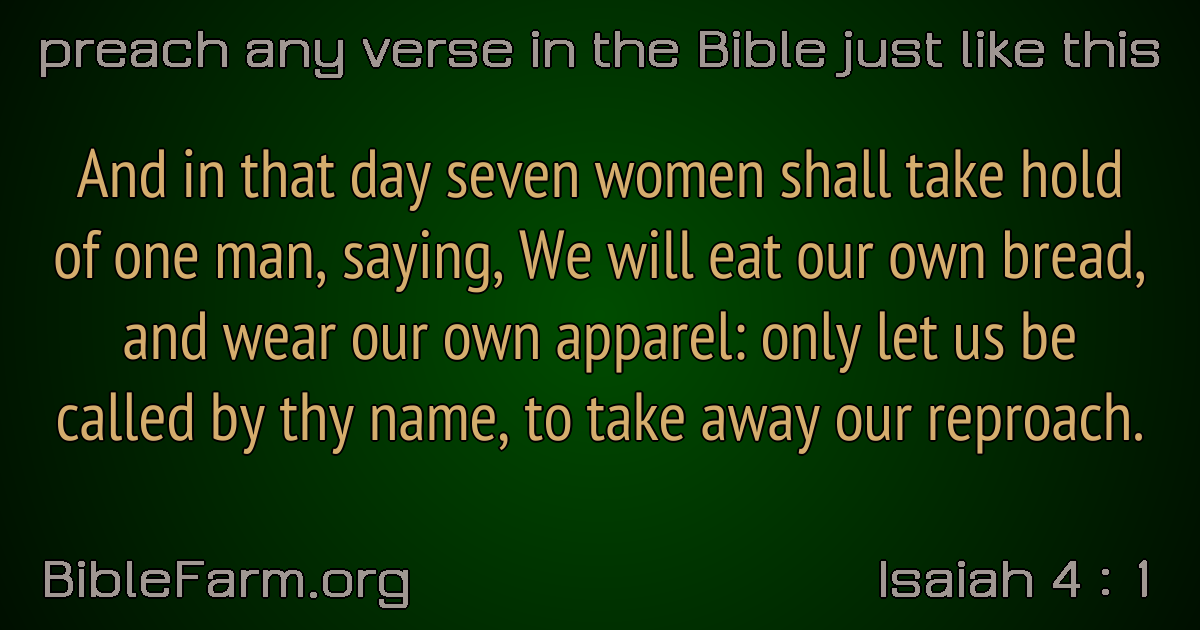 preach any verse in the Bible just like this
And in that day seven women shall take hold
of one man, saying, We will eat our own bread,
and wear our own apparel: only let us be
called by thy name, to take away our reproach.
BibleFarm.org
Isaiah 4 : 1